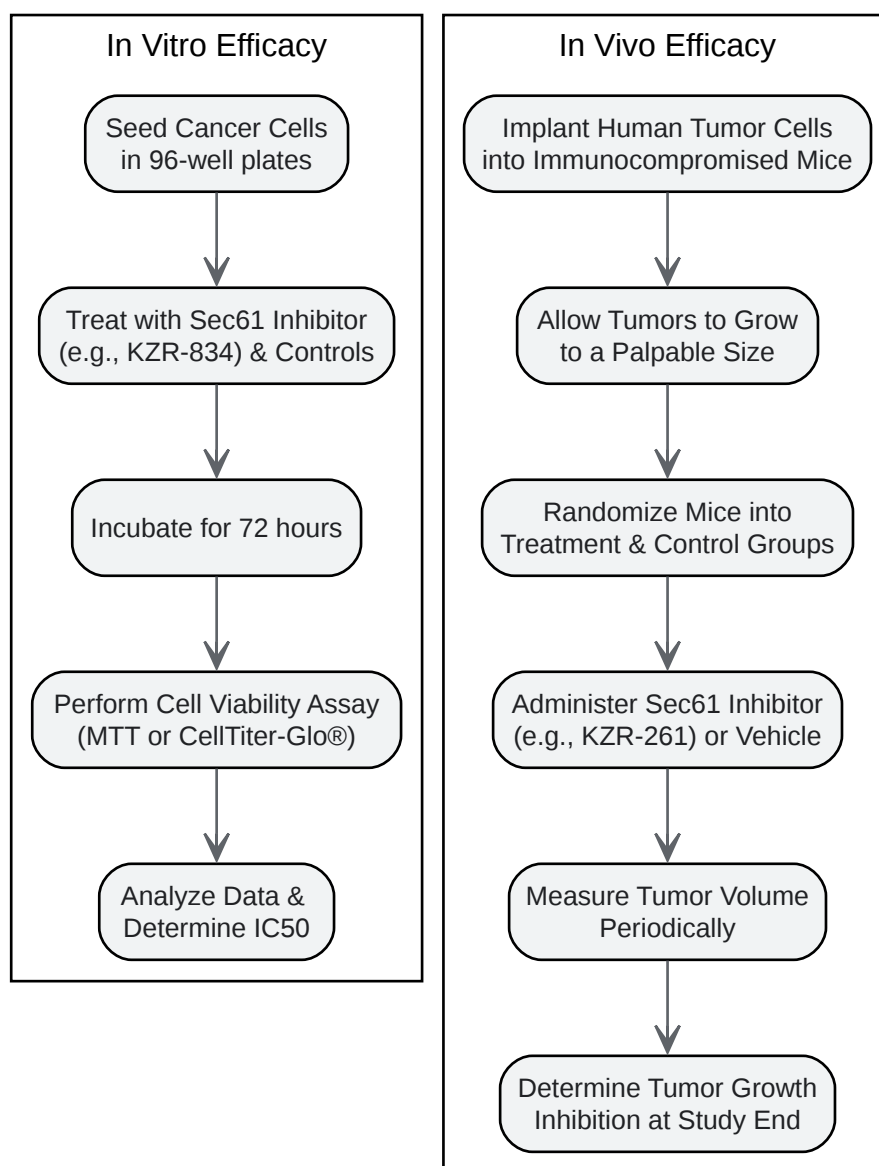 In Vitro Efficacy
Seed Cancer Cells
in 96-well plates
Treat with Sec61 Inhibitor
(e.g., KZR-834) & Controls
Incubate for 72 hours
Perform Cell Viability Assay
(MTT or CellTiter-Glo®)
Analyze Data &
Determine IC50
In Vivo Efficacy
Implant Human Tumor Cells
into Immunocompromised Mice
Allow Tumors to Grow
to a Palpable Size
Randomize Mice into
Treatment & Control Groups
Administer Sec61 Inhibitor
(e.g., KZR-261) or Vehicle
Measure Tumor Volume
Periodically
Determine Tumor Growth
Inhibition at Study End